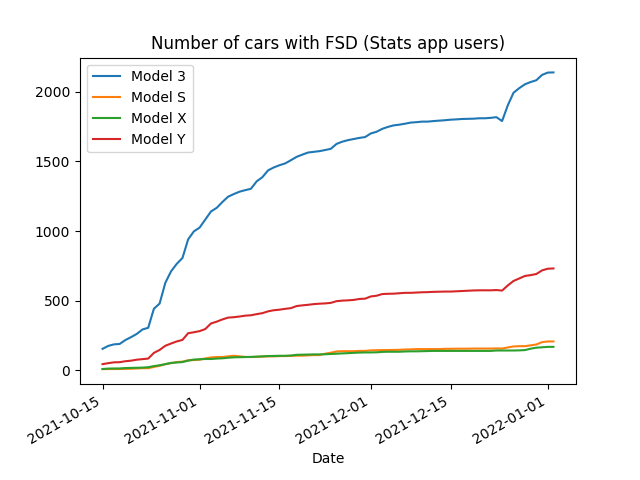 Number of cars with FSD (Stats app users)
Model 3
Model S
Model X
Model Y
2000
1500
1000
500
0
2021-10-15
2021-11-01
2021-11-15
2021-12-01
2021-12-15
2022-01-01
Date